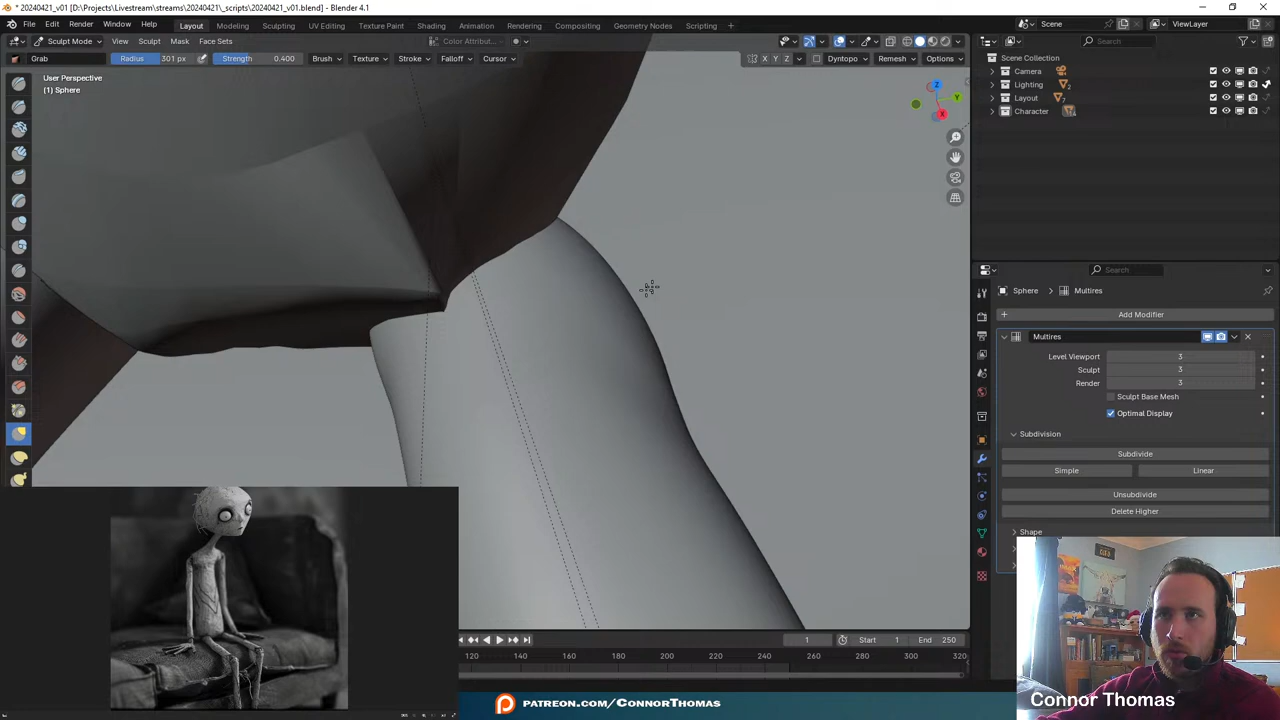 * 20240421_v01 [D:\Projects\Livestream\streams\20240421\_scripts\20240421_v01.blend] - Blender 4.1
File Edit Render Window Help Layout Modeling Sculpting UV Editing Texture Paint Shading Animation Rendering Compositing Geometry Nodes Scripting + Scene ViewLayer
Sculpt Mode View Sculpt Mask Face Sets Color Attribut... Search
Grab Radius 301 px Strength 0.400 Brush Texture Stroke Falloff Cursor X Y Z Dyntopo Remesh Options
Scene Collection
User Perspective
(1) Sphere
Camera
Lighting 2
Layout
Character
Z
Y
X
Search
Sphere Multires
Add Modifier
Multires
Level Viewport 3
Sculpt 3
Render 3
Sculpt Base Mesh
Optimal Display
Subdivision
Subdivide
Simple Linear
Unsubdivide
Delete Higher
Shape
1 Start 1 End 250
120 140 160 180 200 220 240 260 280 300 320
PATREON.COM/CONNORTHOMAS
Connor Thomas